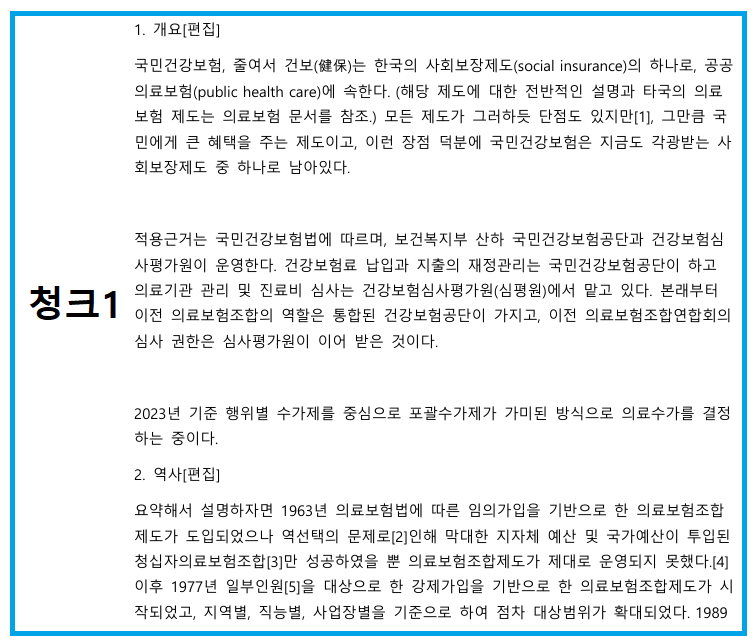 1. 개요[편집]
국민건강보험, 줄여서 건보(健保)는 한국의 사회보장제도(social insurance)의 하나로, 공공
의료보험(public health care)에 속한다. (해당 제도에 대한 전반적인 설명과 타국의 의료
보험 제도는 의료보험 문서를 참조.) 모든 제도가 그러하듯 단점도 있지만[1], 그만큼 국
민에게 큰 혜택을 주는 제도이고, 이런 장점 덕분에 국민건강보험은 지금도 각광받는 사
회보장제도 중 하나로 남아있다.
적용근거는 국민건강보험법에 따르며, 보건복지부 산하 국민건강보험공단과 건강보험심
사평가원이 운영한다. 건강보험료 납입과 지출의 재정관리는 국민건강보험공단이 하고
청크1
의료기관 관리 및 진료비 심사는 건강보험심사평가원(심평원)에서 맡고 있다. 본래부터
이전 의료보험조합의 역할은 통합된 건강보험공단이 가지고, 이전 의료보험조합연합회의
심사 권한은 심사평가원이 이어 받은 것이다.
2023년 기준 행위별 수가제를 중심으로 포괄수가제가 가미된 방식으로 의료수가를 결정
하는 중이다.
2. 역사[편집]
요약해서 설명하자면 1963년 의료보험법에 따른 임의가입을 기반으로 한 의료보험조합
제도가 도입되었으나 역선택의 문제로[2]인해 막대한 지자체 예산 및 국가예산이 투입된
청십자의료보험조합[3]만 성공하였을 뿐 의료보험조합제도가 제대로 운영되지 못했다.[4]
이후 1977년 일부인원[5]을 대상으로 한 강제가입을 기반으로 한 의료보험조합제도가 시
작되었고, 지역별, 직능별, 사업장별을 기준으로 하여 점차 대상범위가 확대되었다. 1989